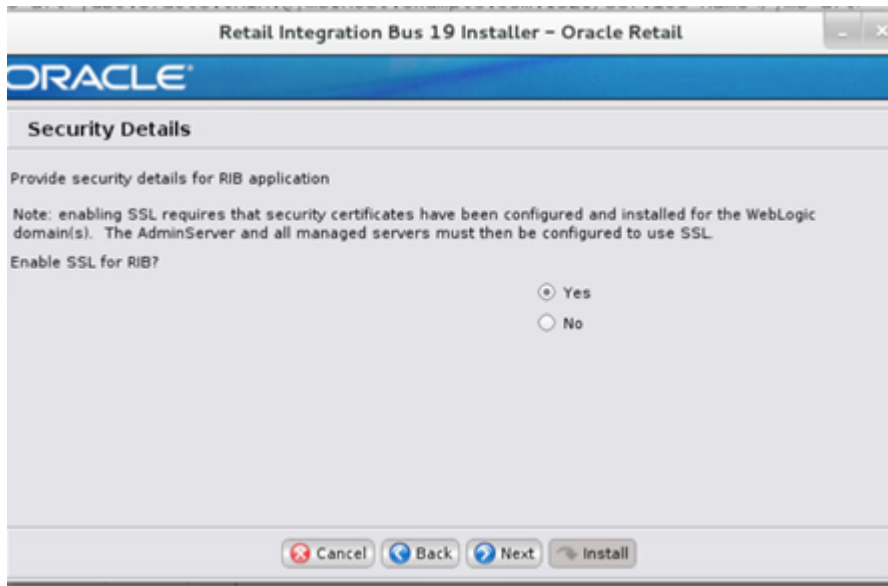 Retail Integration Bus 19 Installer – Oracle Retail
ORACLE
Security Details
Provide security details for RIB application
Note: enabling SSL requires that security certificates have been configured and installed for the WebLogic
domain(s). The AdminServer and all managed servers must then be configured to use SSL.
Enable SSL for RIB?
Yes
No
Cancel Back Next Install